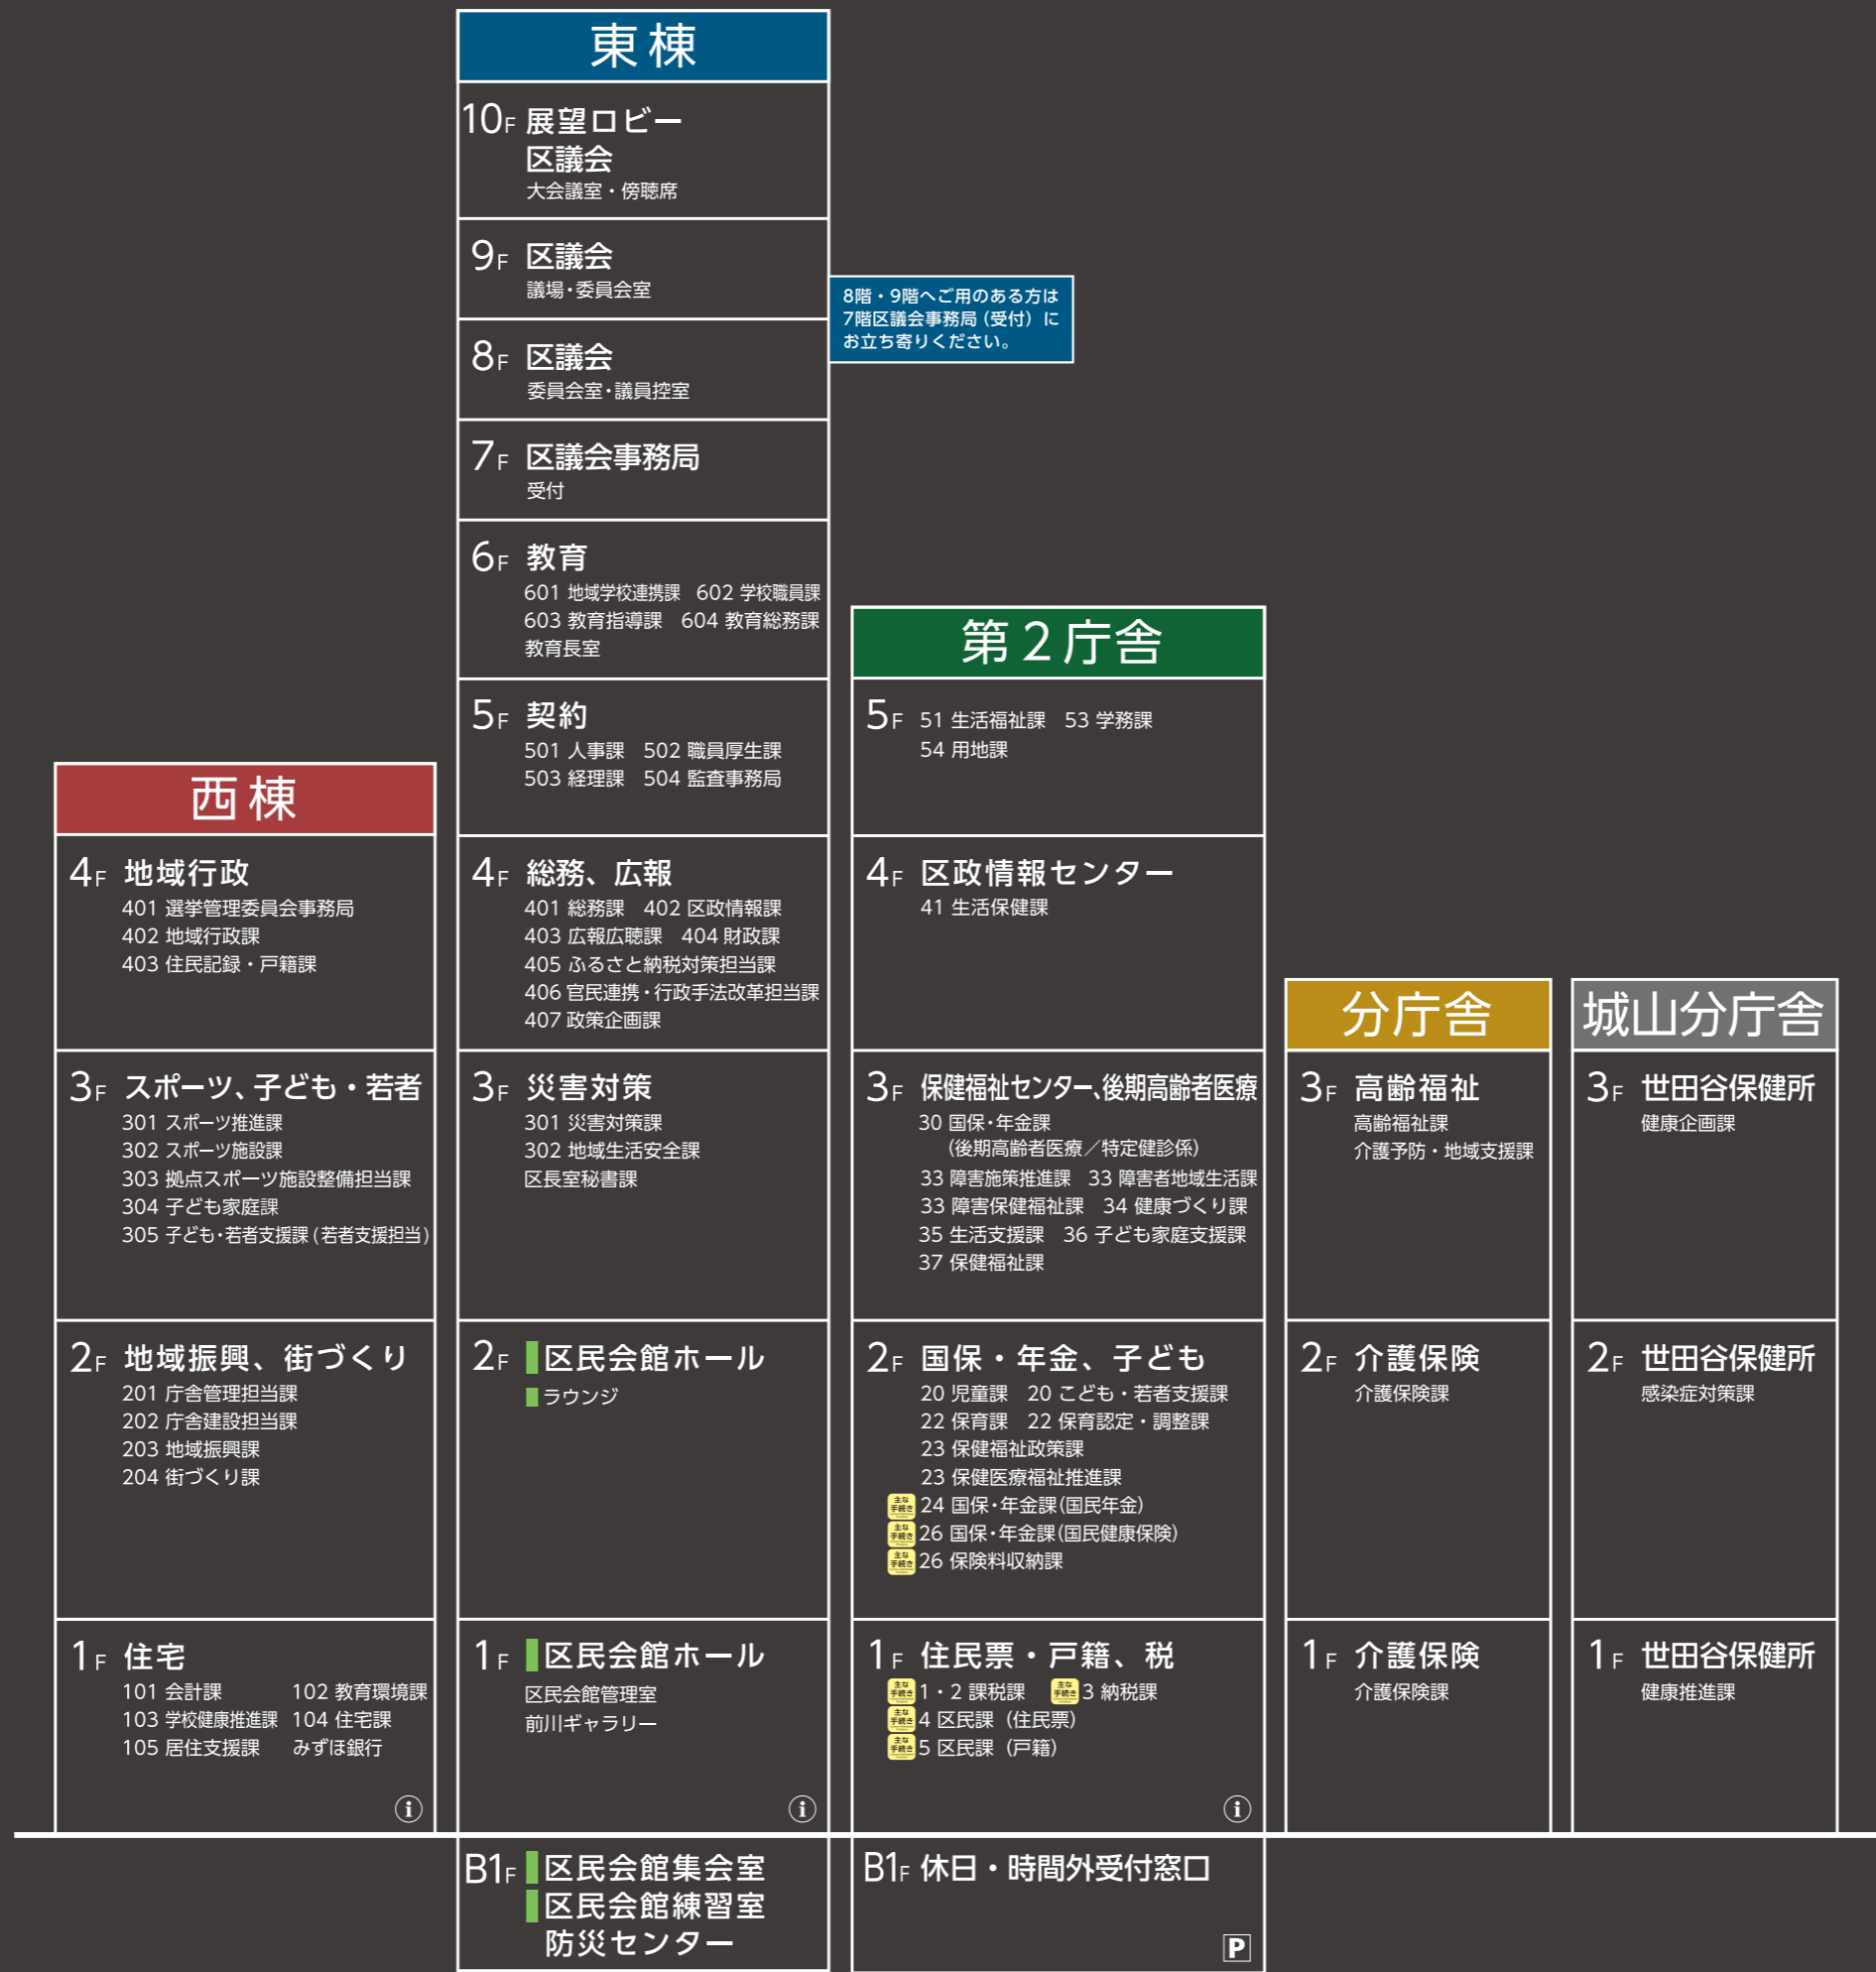 東棟
10F 展望ロビー
区議会
大会議室・傍聴席
9F 区議会
議場・委員会室
8階・9階へご用のある方は
7階区議会事務局（受付）に
お立ち寄りください。
8F 区議会
委員会室・議員控室
7F 区議会事務局
受付
6F 教育
601 地域学校連携課 602 学校職員課
603 教育指導課 604 教育総務課
教育長室
5F 契約
501 人事課 502 職員厚生課
503 経理課 504 監査事務局
4F 総務、広報
401 総務課 402 区政情報課
403 広報広聴課 404 財政課
405 ふるさと納税対策担当課
406 官民連携・行政手法改革担当課
407 政策企画課
3F 災害対策
301 災害対策課
302 地域生活安全課
区長室秘書課
2F 区民会館ホール
ラウンジ
1F 区民会館ホール
区民会館管理室
前川ギャラリー
i
B1F 区民会館集会室
区民会館練習室
防災センター
西棟
4F 地域行政
401 選挙管理委員会事務局
402 地域行政課
403 住民記録・戸籍課
3F スポーツ、子ども・若者
301 スポーツ推進課
302 スポーツ施設課
303 拠点スポーツ施設整備担当課
304 子ども家庭課
305 子ども・若者支援課（若者支援担当）
2F 地域振興、街づくり
201 庁舎管理担当課
202 庁舎建設担当課
203 地域振興課
204 街づくり課
1F 住宅
101 会計課 102 教育環境課
103 学校健康推進課 104 住宅課
105 居住支援課 みずほ銀行
i
第2庁舎
5F 51 生活福祉課 53 学務課
54 用地課
4F 区政情報センター
41 生活保健課
3F 保健福祉センター、後期高齢者医療
30 国保・年金課
（後期高齢者医療／特定健診係）
33 障害施策推進課 33 障害者地域生活課
33 障害保健福祉課 34 健康づくり課
35 生活支援課 36 子ども家庭支援課
37 保健福祉課
2F 国保・年金、子ども
20 児童課 20 こども・若者支援課
22 保育課 22 保育認定・調整課
23 保健福祉政策課
23 保健医療福祉推進課
主な手続き 24 国保・年金課（国民年金）
主な手続き 26 国保・年金課（国民健康保険）
主な手続き 26 保険料収納課
1F 住民票・戸籍、税
主な手続き 1・2 課税課 主な手続き 3 納税課
主な手続き 4 区民課（住民票）
主な手続き 5 区民課（戸籍）
i
B1F 休日・時間外受付窓口
P
分庁舎
3F 高齢福祉
高齢福祉課
介護予防・地域支援課
2F 介護保険
介護保険課
1F 介護保険
介護保険課
城山分庁舎
3F 世田谷保健所
健康企画課
2F 世田谷保健所
感染症対策課
1F 世田谷保健所
健康推進課